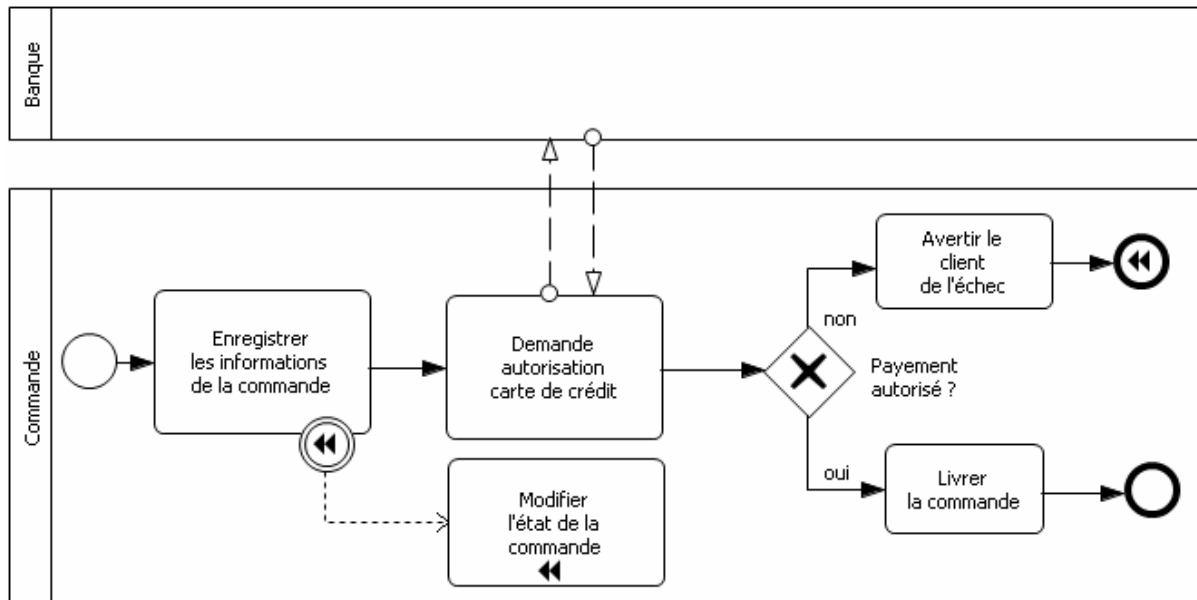 Banque
Commande
Enregistrer
les informations
de la commande
Demande
autorisation
carte de crédit
Modifier
l'état de la
commande
non
Payement
autorisé ?
oui
Avertir le
client
de l'échec
Livrer
la commande